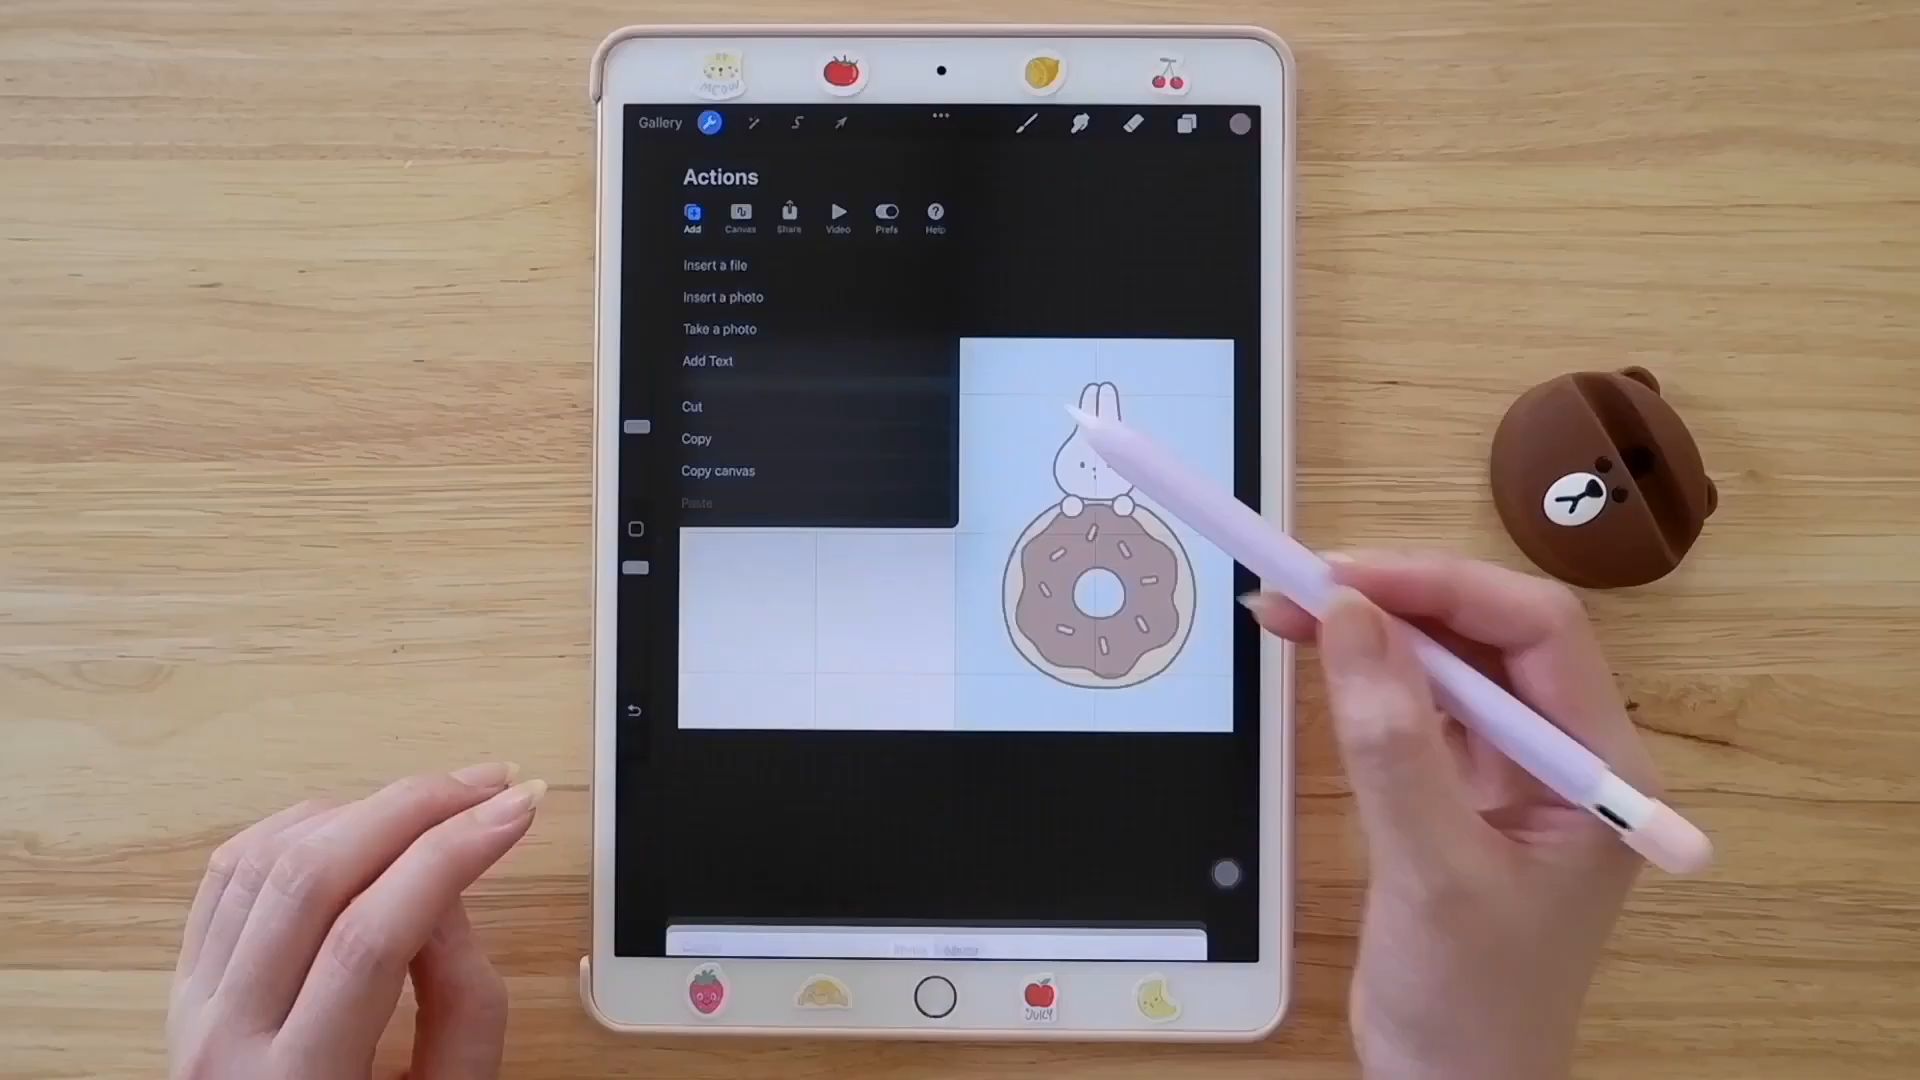 MEOW
Gallery
Actions
Add Canvas Share Video Prefs Help
Insert a file
Insert a photo
Take a photo
Add Text
Cut
Copy
Copy canvas
Paste
JUICY